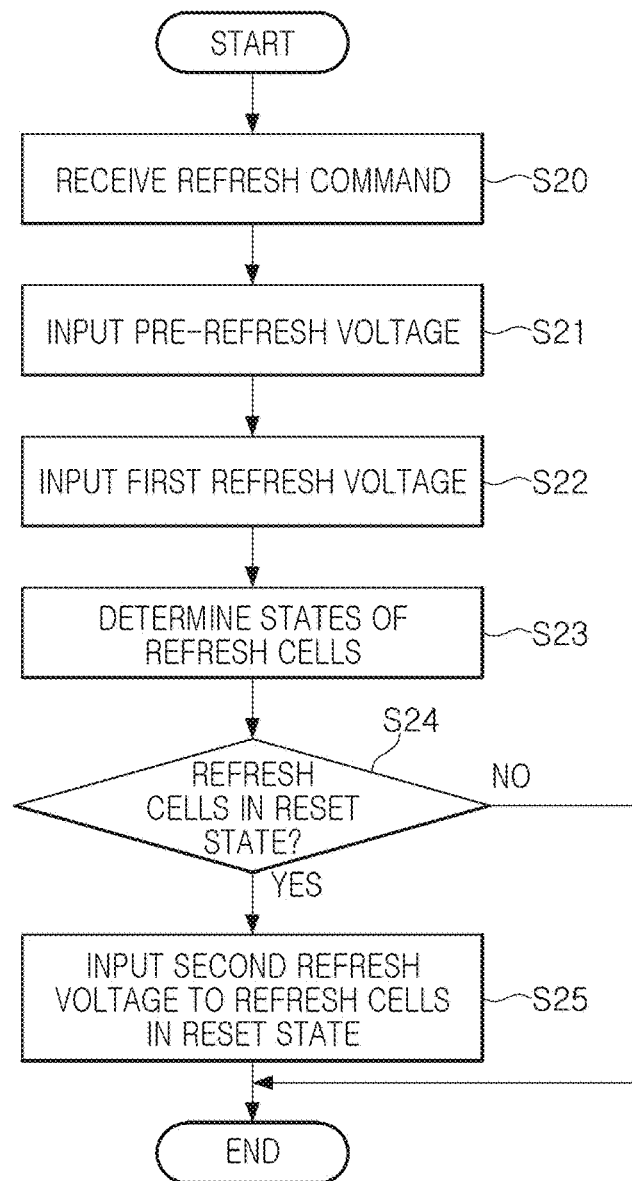 START
RECEIVE REFRESH COMMAND
S20
INPUT PRE-REFRESH VOLTAGE
S21
INPUT FIRST REFRESH VOLTAGE
S22
DETERMINE STATES OF
REFRESH CELLS
S23
S24
REFRESH
CELLS IN RESET
STATE?
NO
YES
INPUT SECOND REFRESH
VOLTAGE TO REFRESH CELLS
IN RESET STATE
S25
END